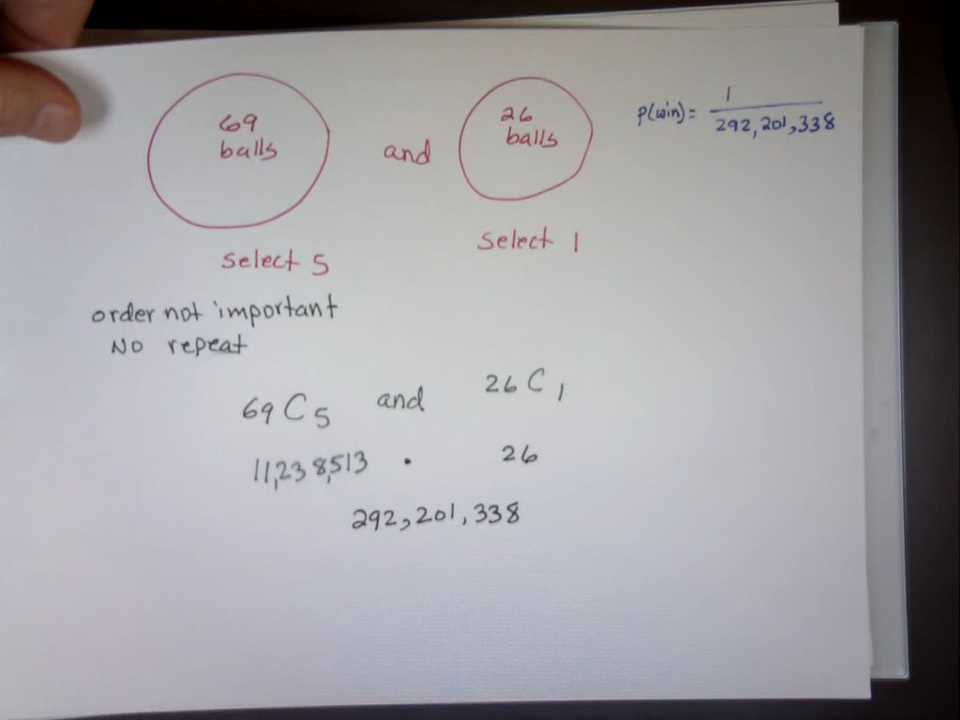 69
balls
and
26
balls
p(win) = 1 / 292,201,338
select 5
select 1
order not important
No repeat
69 C 5 and 26 C 1
11,238,513 · 26
292,201,338